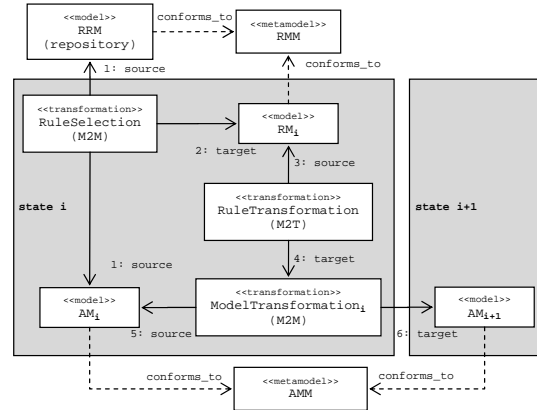 <<model>>
RRM
(repository)
conforms_to
<<metamodel>>
RMM
1: source
conforms_to
<<transformation>>
RuleSelection
(M2M)
<<model>>
RMi
2: target
3: source
<<transformation>>
RuleTransformation
(M2T)
state i
state i+1
4: target
1: source
<<model>>
AMi
<<transformation>>
ModelTransformationi
(M2M)
<<model>>
AMi+1
5: source
6: target
conforms_to
conforms_to
<<metamodel>>
AMM